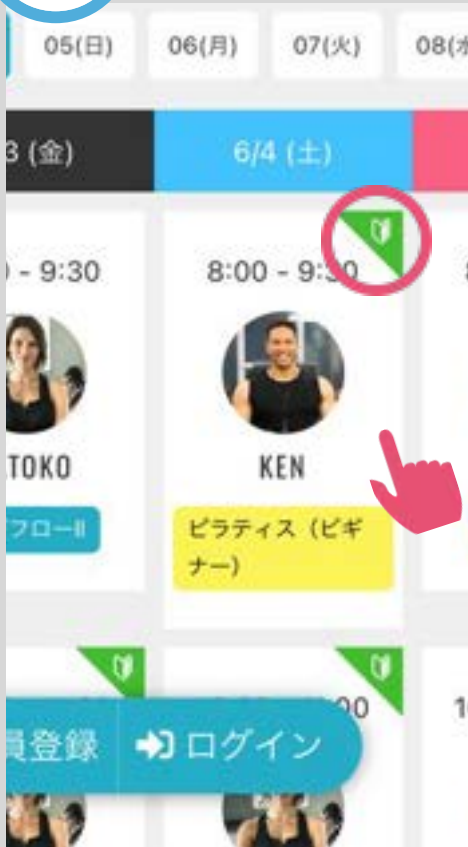 05(日)
06(月)
07(火)
08(
3 (金)
6/4 (土)
- 9:30
8:00 - 9:30
TOKO
KEN
フローII
ピラティス（ビギ
ナー)
00
員登録
ログイン